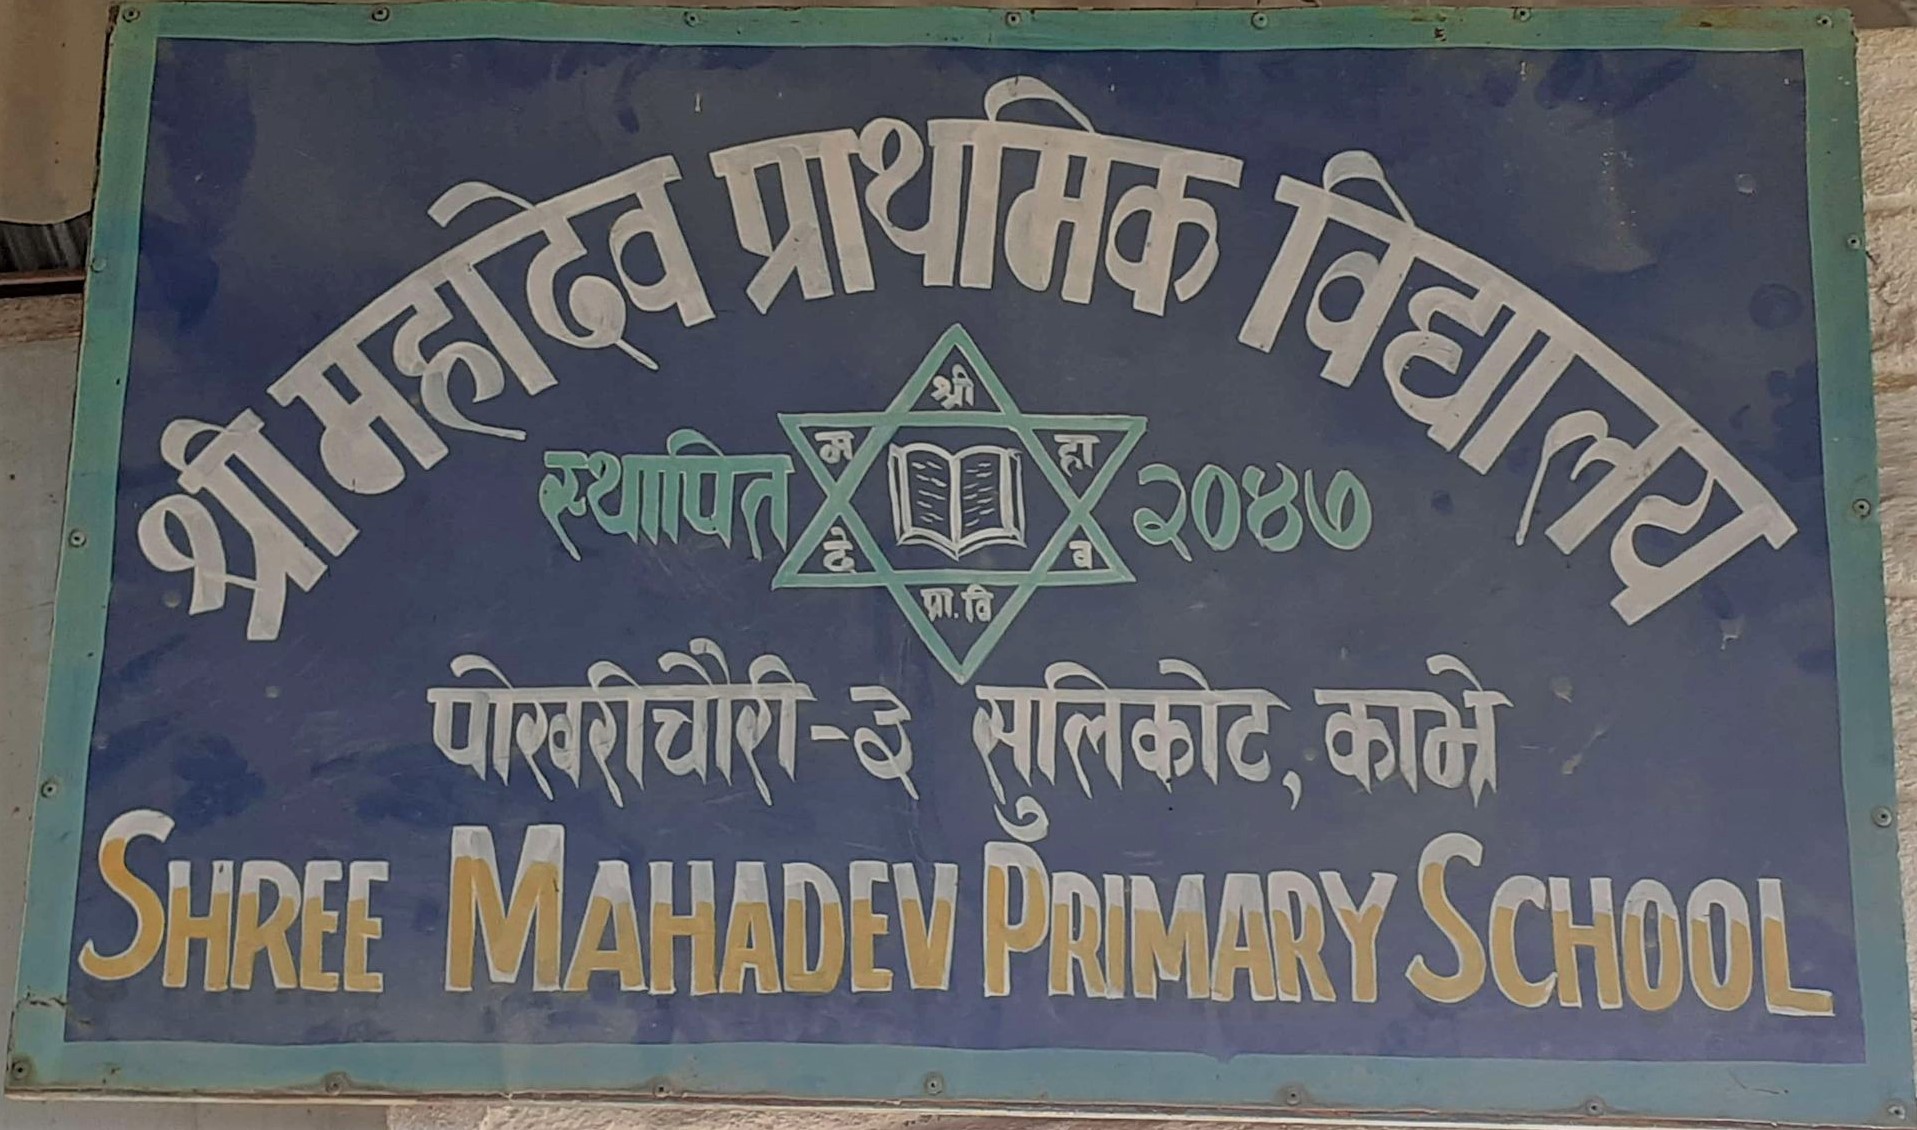 श्री महादेव प्राथमिक विद्यालय
श्री
म हा
स्थापित २०४७
दे व
प्रा. वि
पोखरीचौरी-३ सुलिकोट, काभ्रे
SHREE MAHADEV PRIMARY SCHOOL